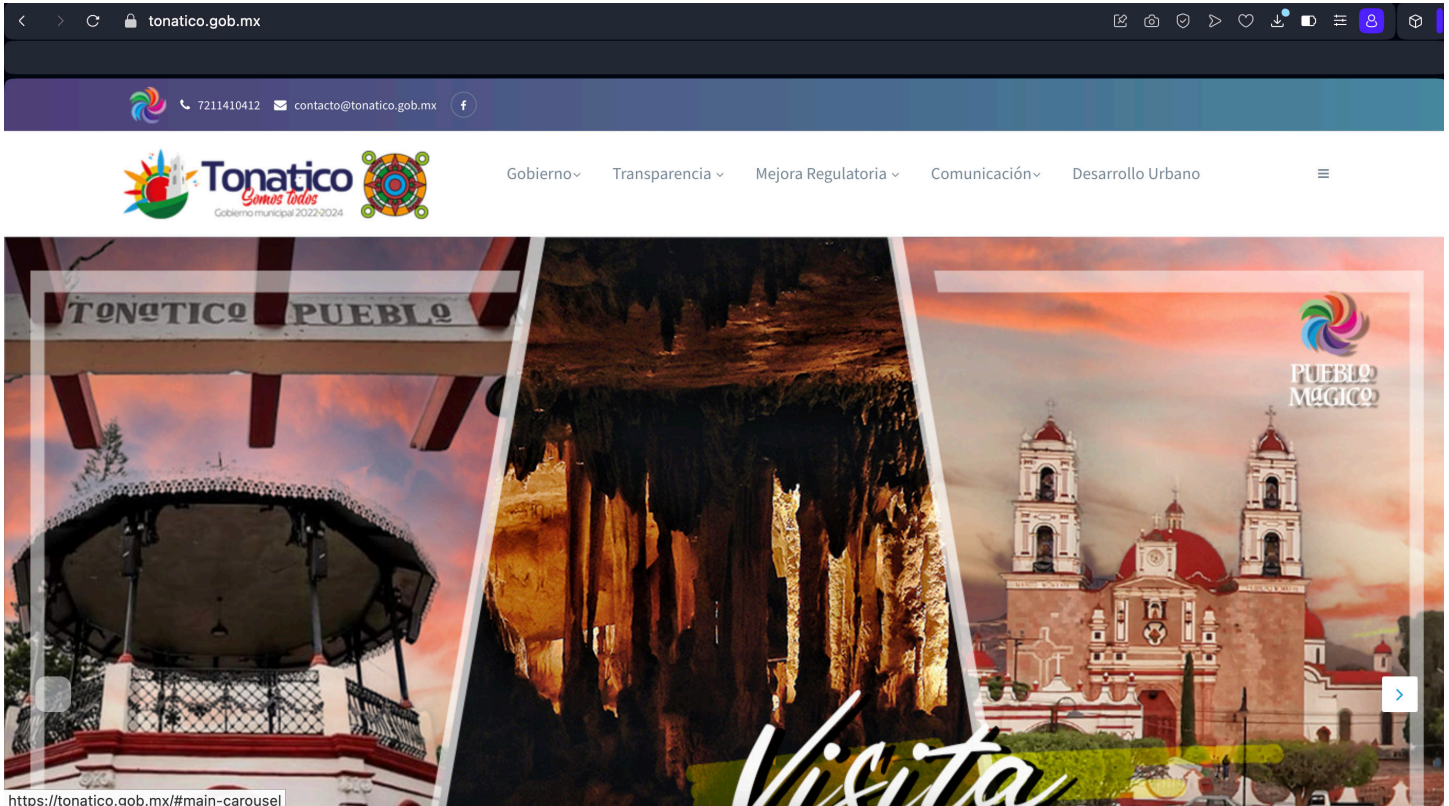 tonatico.gob.mx
7211410412 contacto@tonatico.gob.mx f
Tonatico
Somos todos
Gobierno municipal 2022-2024
Gobierno Transparencia Mejora Regulatoria Comunicación Desarrollo Urbano
TONATICO PUEBLO
PUEBLO
MÁGICO
Visita
https://tonatico.gob.mx/#main-carousel